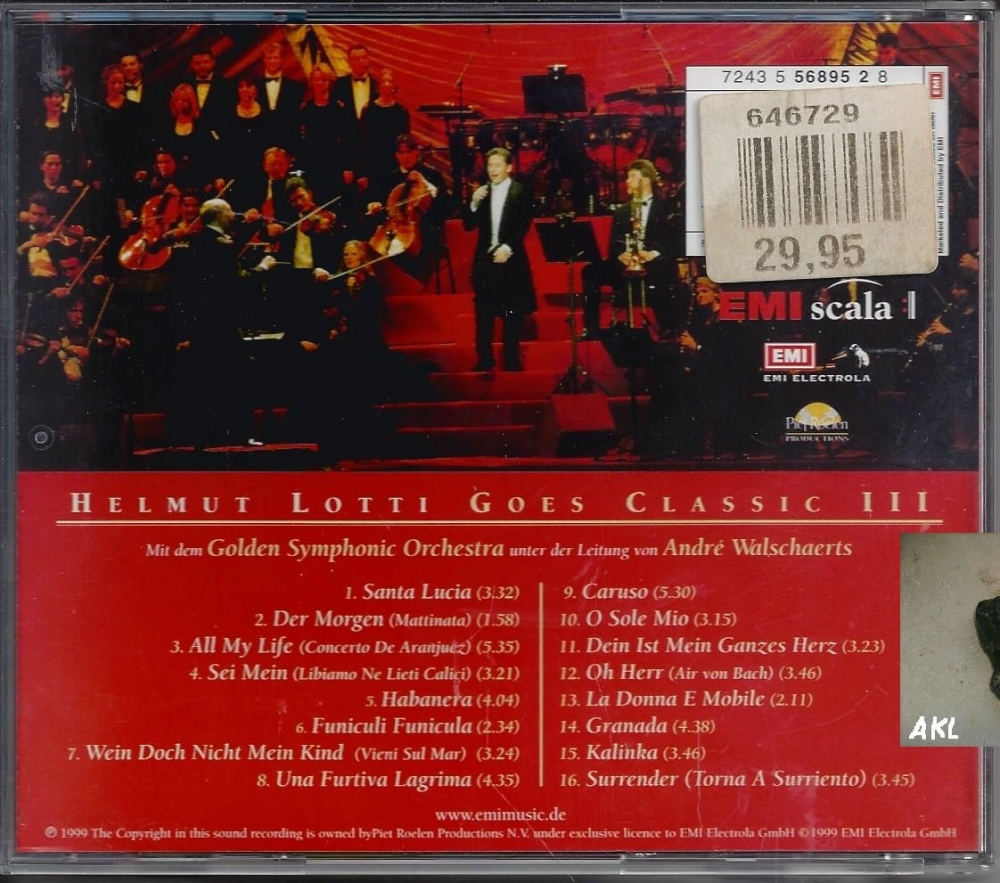 7243 5 56895 2 8
646729
29,95
EMI
Marketed and Distributed by EMI
EMI scala
EMI
EMI ELECTROLA
Piet Roelen
PRODUCTIONS
HELMUT LOTTI GOES CLASSIC III
Mit dem Golden Symphonic Orchestra unter der Leitung von André Walschaerts
1. Santa Lucia (3.32)
2. Der Morgen (Mattinata) (1.58)
3. All My Life (Concerto De Aranjuez) (5.35)
4. Sei Mein (Libiamo Ne Lieti Calici) (3.21)
5. Habanera (4.04)
6. Funiculi Funicula (2.34)
7. Wein Doch Nicht Mein Kind (Vieni Sul Mar) (3.24)
8. Una Furtiva Lagrima (4.35)
9. Caruso (5.30)
10. O Sole Mio (3.15)
11. Dein Ist Mein Ganzes Herz (3.23)
12. Oh Herr (Air von Bach) (3.46)
13. La Donna E Mobile (2.11)
14. Granada (4.38)
15. Kalinka (3.46)
16. Surrender (Torna A Surriento) (3.45)
AKL
www.emimusic.de
℗ 1999 The Copyright in this sound recording is owned byPiet Roelen Productions N.V. under exclusive licence to EMI Electrola GmbH © 1999 EMI Electrola GmbH